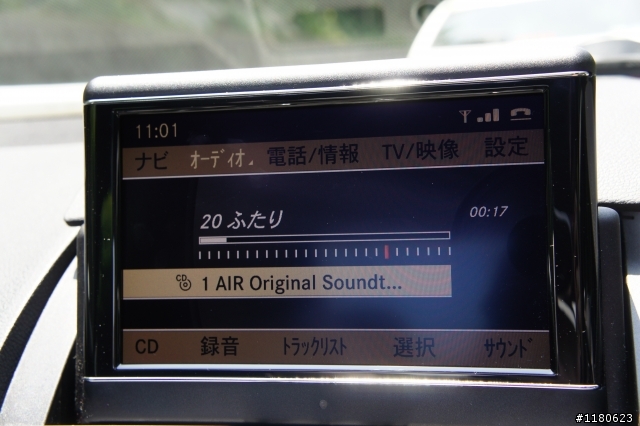 11:01
ナビ オーディオ 電話/情報 TV/映像 設定
20 ふたり 00:17
CD 1 AIR Original Soundt...
CD 録音 トラックリスト 選択 サウンド
#1180623